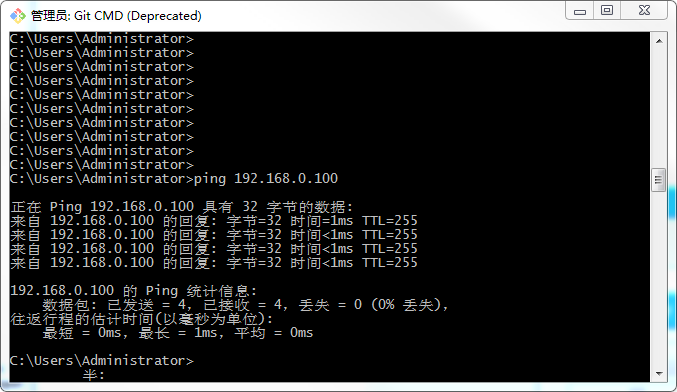 管理员: Git CMD (Deprecated)
C:\Users\Administrator>
C:\Users\Administrator>
C:\Users\Administrator>
C:\Users\Administrator>
C:\Users\Administrator>
C:\Users\Administrator>
C:\Users\Administrator>
C:\Users\Administrator>
C:\Users\Administrator>
C:\Users\Administrator>
C:\Users\Administrator>ping 192.168.0.100
正在 Ping 192.168.0.100 具有 32 字节的数据:
来自 192.168.0.100 的回复: 字节=32 时间=1ms TTL=255
来自 192.168.0.100 的回复: 字节=32 时间<1ms TTL=255
来自 192.168.0.100 的回复: 字节=32 时间<1ms TTL=255
来自 192.168.0.100 的回复: 字节=32 时间<1ms TTL=255
192.168.0.100 的 Ping 统计信息:
数据包: 已发送 = 4，已接收 = 4，丢失 = 0 (0% 丢失)，
往返行程的估计时间(以毫秒为单位):
最短 = 0ms，最长 = 1ms，平均 = 0ms
C:\Users\Administrator>
半: